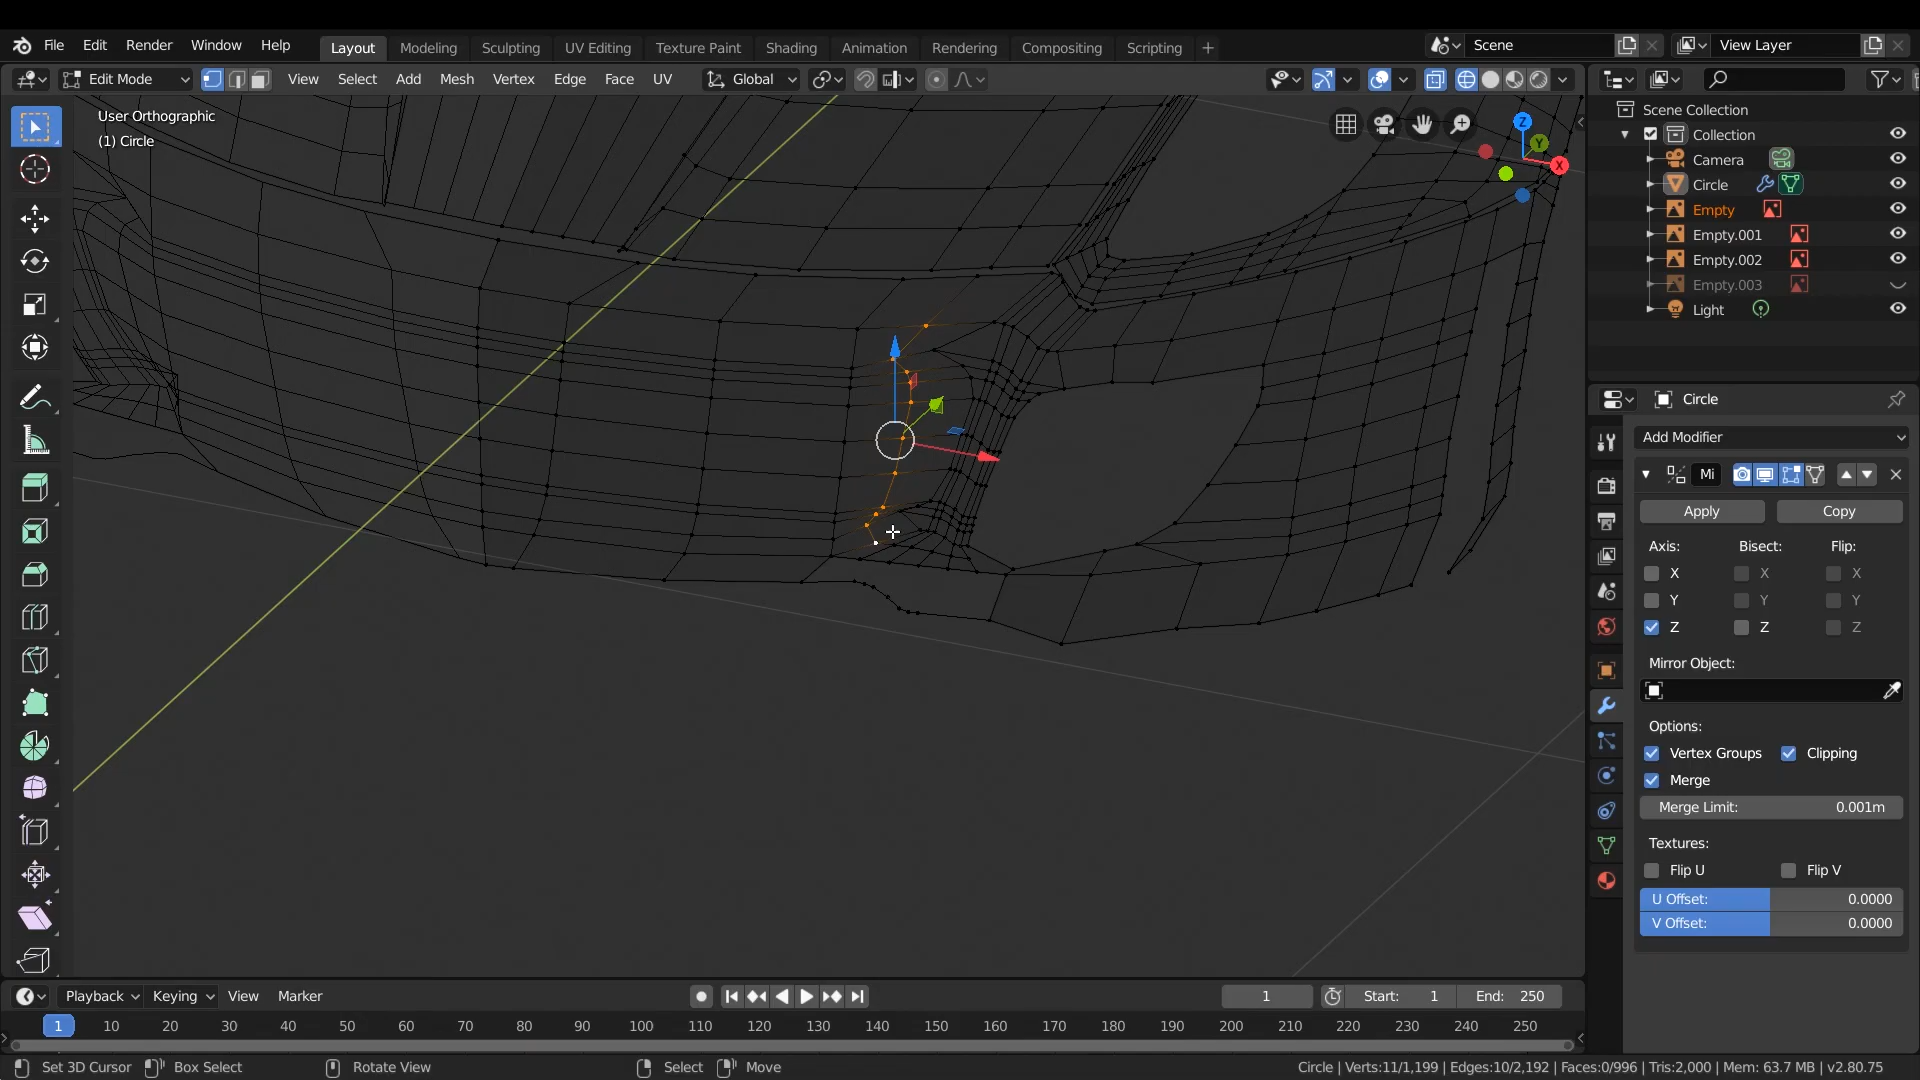 File Edit Render Window Help Layout Modeling Sculpting UV Editing Texture Paint Shading Animation Rendering Compositing Scripting + Scene View Layer
Edit Mode View Select Add Mesh Vertex Edge Face UV Global
User Orthographic
(1) Circle
Z
Y
X
Scene Collection
Collection
Camera
Circle
Empty
Empty.001
Empty.002
Empty.003
Light
Circle
Add Modifier
Mi
Apply Copy
Axis: Bisect: Flip:
X X X
Y Y Y
Z Z Z
Mirror Object:
Options:
Vertex Groups Clipping
Merge
Merge Limit: 0.001m
Textures:
Flip U Flip V
U Offset: 0.0000
V Offset: 0.0000
Playback Keying View Marker 1 Start: 1 End: 250
1 10 20 30 40 50 60 70 80 90 100 110 120 130 140 150 160 170 180 190 200 210 220 230 240 250
Set 3D Cursor Box Select Rotate View Select Move Circle | Verts:11/1,199 | Edges:10/2,192 | Faces:0/996 | Tris:2,000 | Mem: 63.7 MB | v2.80.75